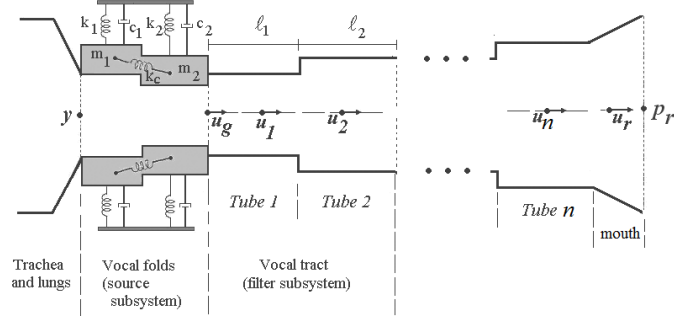 k1 c1 k2 c2 ℓ1 ℓ2
m1 kc m2
y ug u1 u2 un ur pr
Tube 1 Tube 2 Tube n
mouth
Trachea
and lungs
Vocal folds
(source
subsystem)
Vocal tract
(filter subsystem)